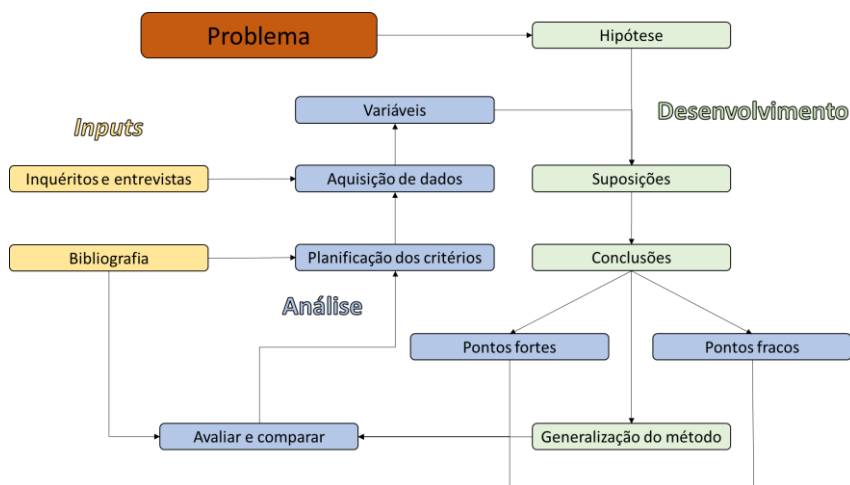 Problema
Hipótese
Variáveis
Inputs
Desenvolvimento
Inquéritos e entrevistas
Aquisição de dados
Suposições
Bibliografia
Planificação dos critérios
Conclusões
Análise
Pontos fortes
Pontos fracos
Avaliar e comparar
Generalização do método